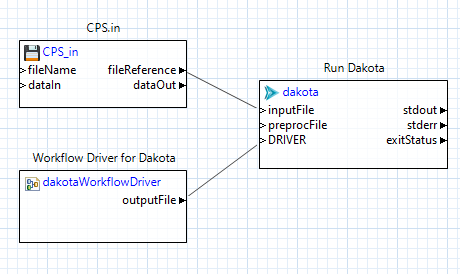 CPS.in
CPS_in
fileName fileReference
dataIn dataOut
Run Dakota
dakota
inputFile stdout
preprocFile stderr
DRIVER exitStatus
Workflow Driver for Dakota
dakotaWorkflowDriver
outputFile